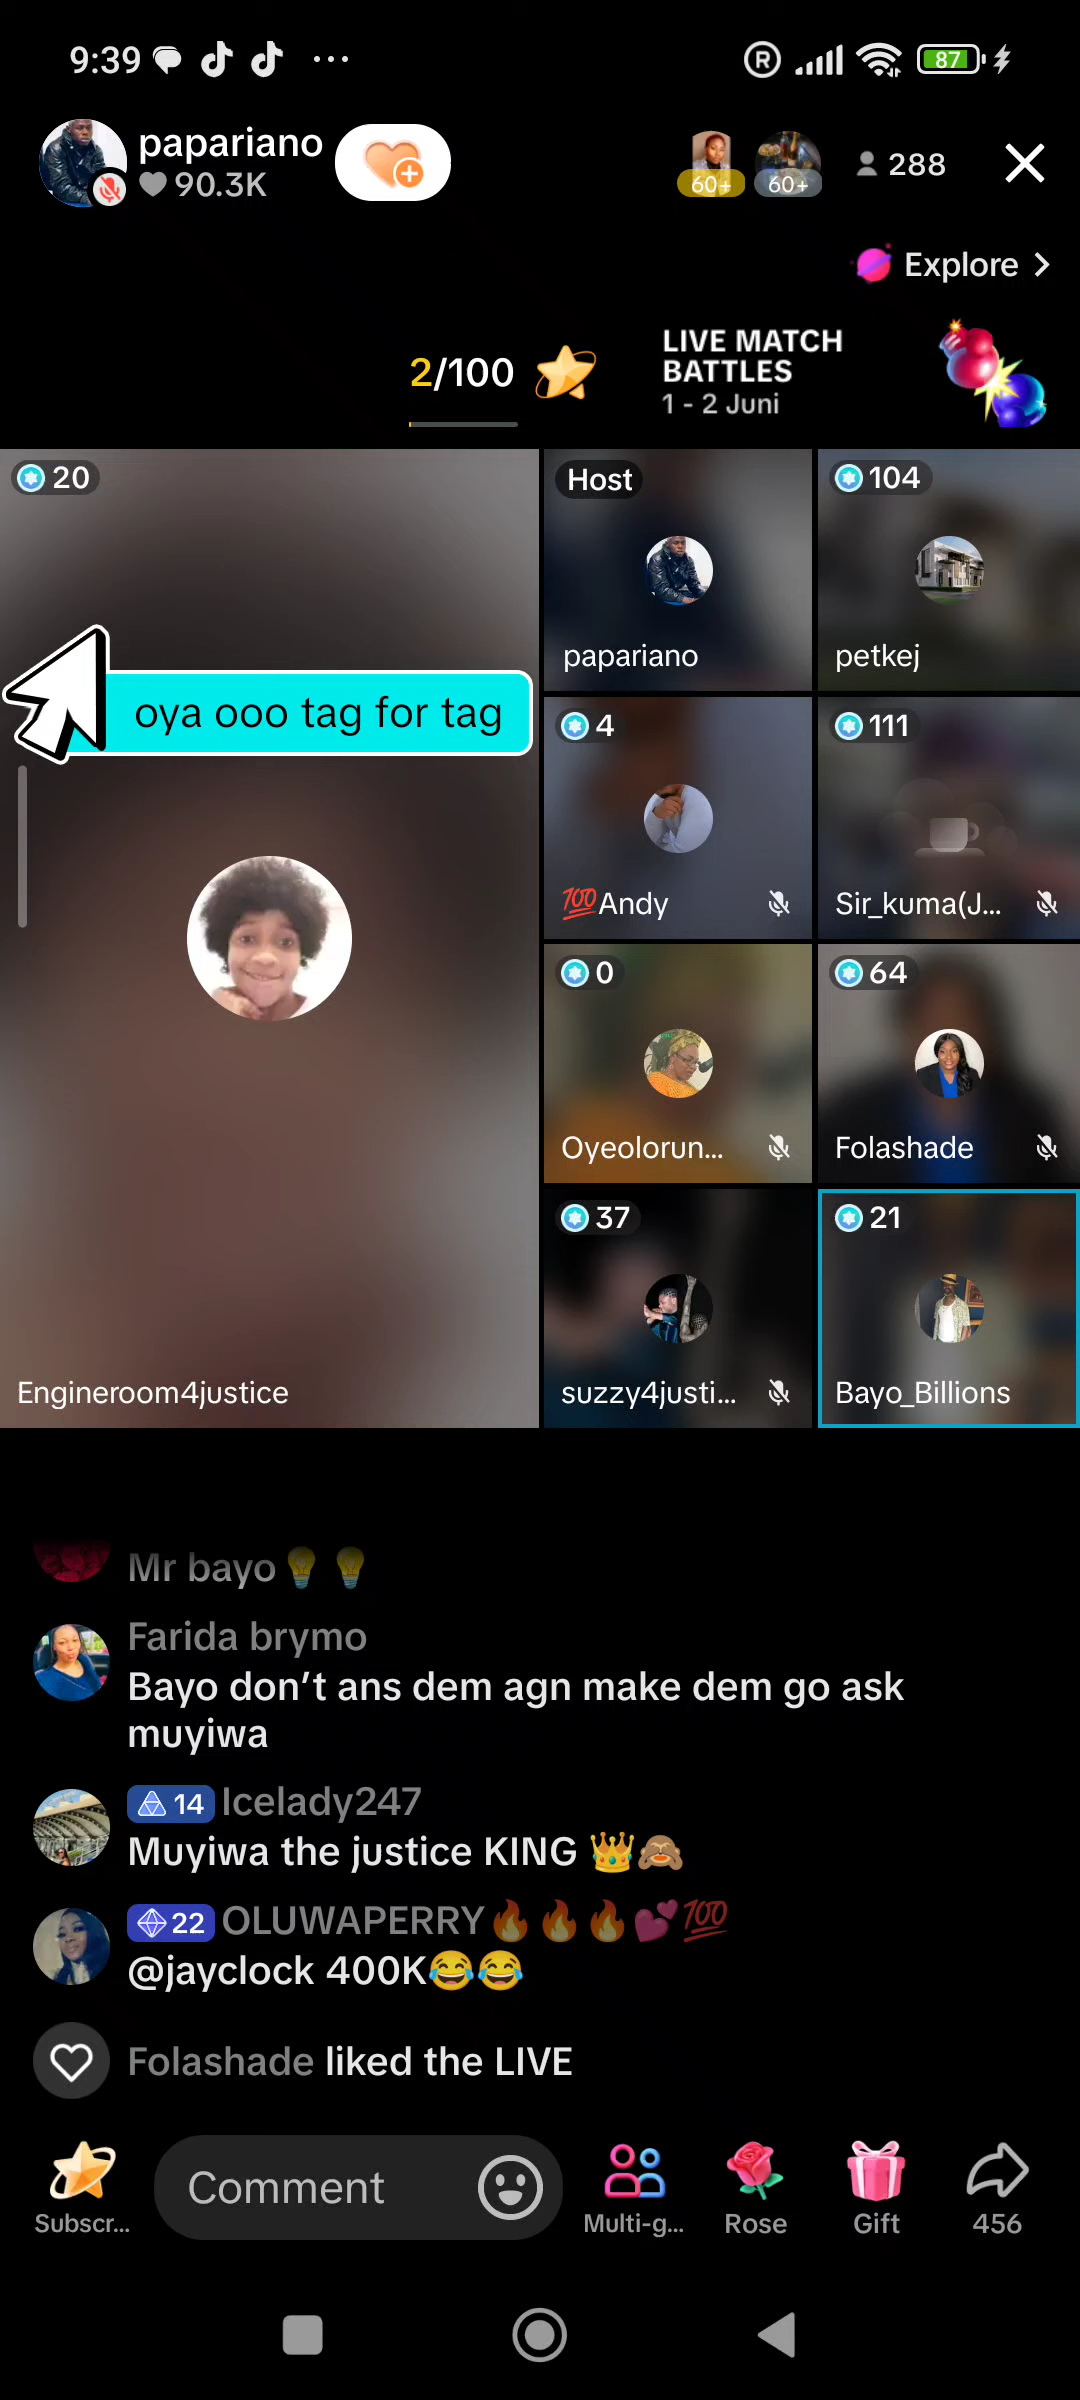 9:39
R
87
papariano
90.3K
60+
60+
288
Explore
2/100
LIVE MATCH
BATTLES
1 - 2 Juni
20
oya ooo tag for tag
Engineroom4justice
Host
papariano
104
petkej
4
💯Andy
111
Sir_kuma(J...
0
Oyeolorun...
64
Folashade
37
suzzy4justi...
21
Bayo_Billions
Mr bayo💡💡
Farida brymo
Bayo don’t ans dem agn make dem go ask
muyiwa
14 Icelady247
Muyiwa the justice KING 👑🙈
22 OLUWAPERRY🔥🔥🔥💕💯
@jayclock 400K😂😂
Folashade liked the LIVE
Subscr...
Comment
Multi-g...
Rose
Gift
456